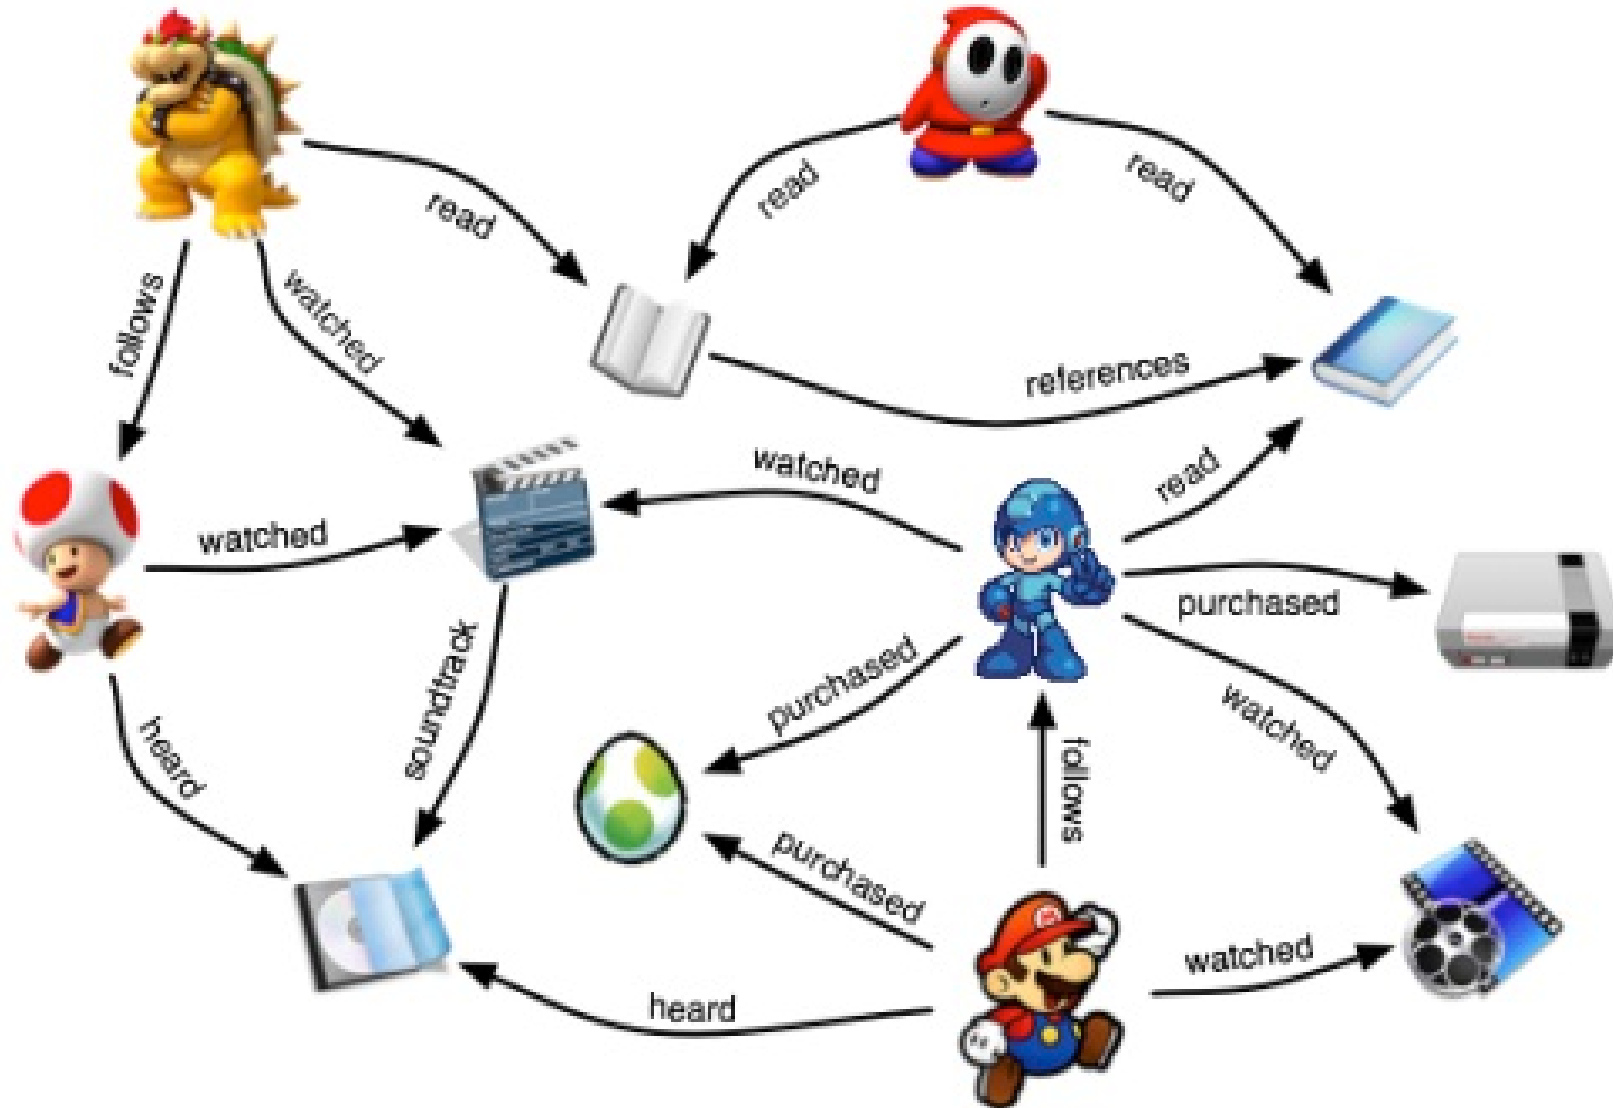 read
read
read
follows
watched
references
watched
read
watched
purchased
soundtrack
purchased
watched
heard
follows
purchased
watched
heard